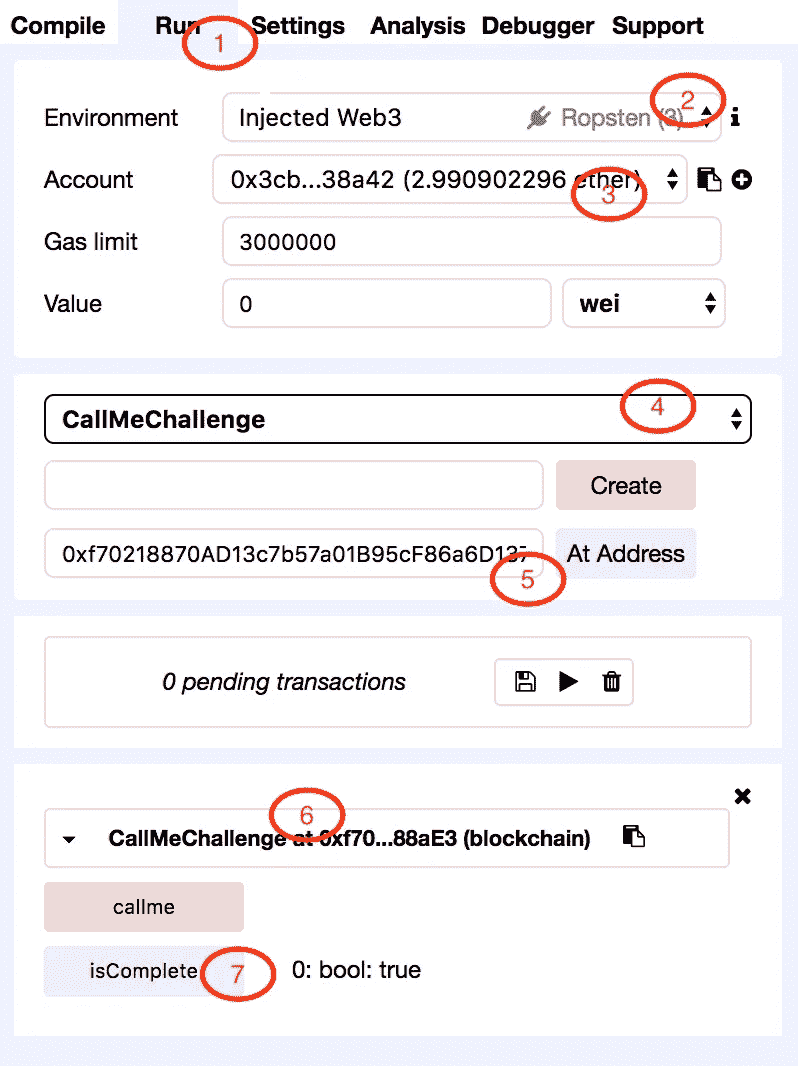 Compile Run Settings Analysis Debugger Support
1
Environment Injected Web3 Ropsten (3) i
2
Account 0x3cb...38a42 (2.990902296 ether)
3
Gas limit 3000000
Value 0 wei
CallMeChallenge
4
Create
0xf70218870AD13c7b57a01B95cF86a6D137 At Address
5
0 pending transactions
6
CallMeChallenge at 0xf70...88aE3 (blockchain)
callme
isComplete 7 0: bool: true